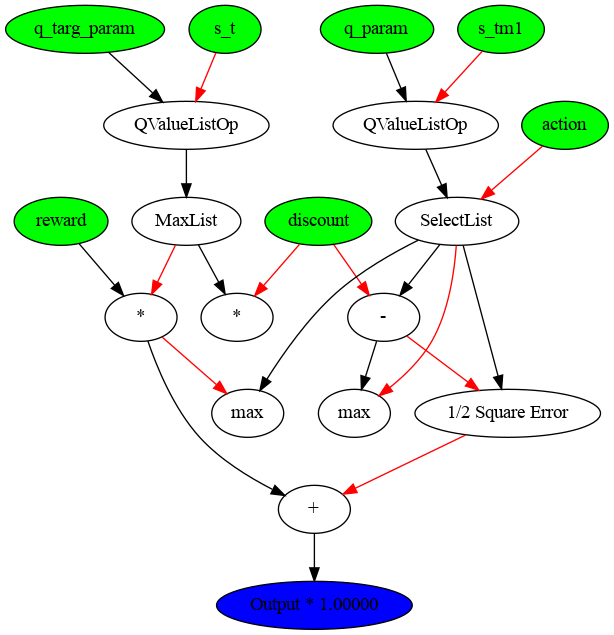 q_targ_param
s_t
q_param
s_tm1
QValueListOp
QValueListOp
action
reward
MaxList
discount
SelectList
*
*
-
max
max
1/2 Square Error
+
Output * 1.00000